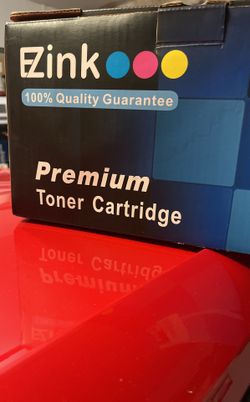 EZink
100% Quality Guarantee
Premium
Toner Cartridge